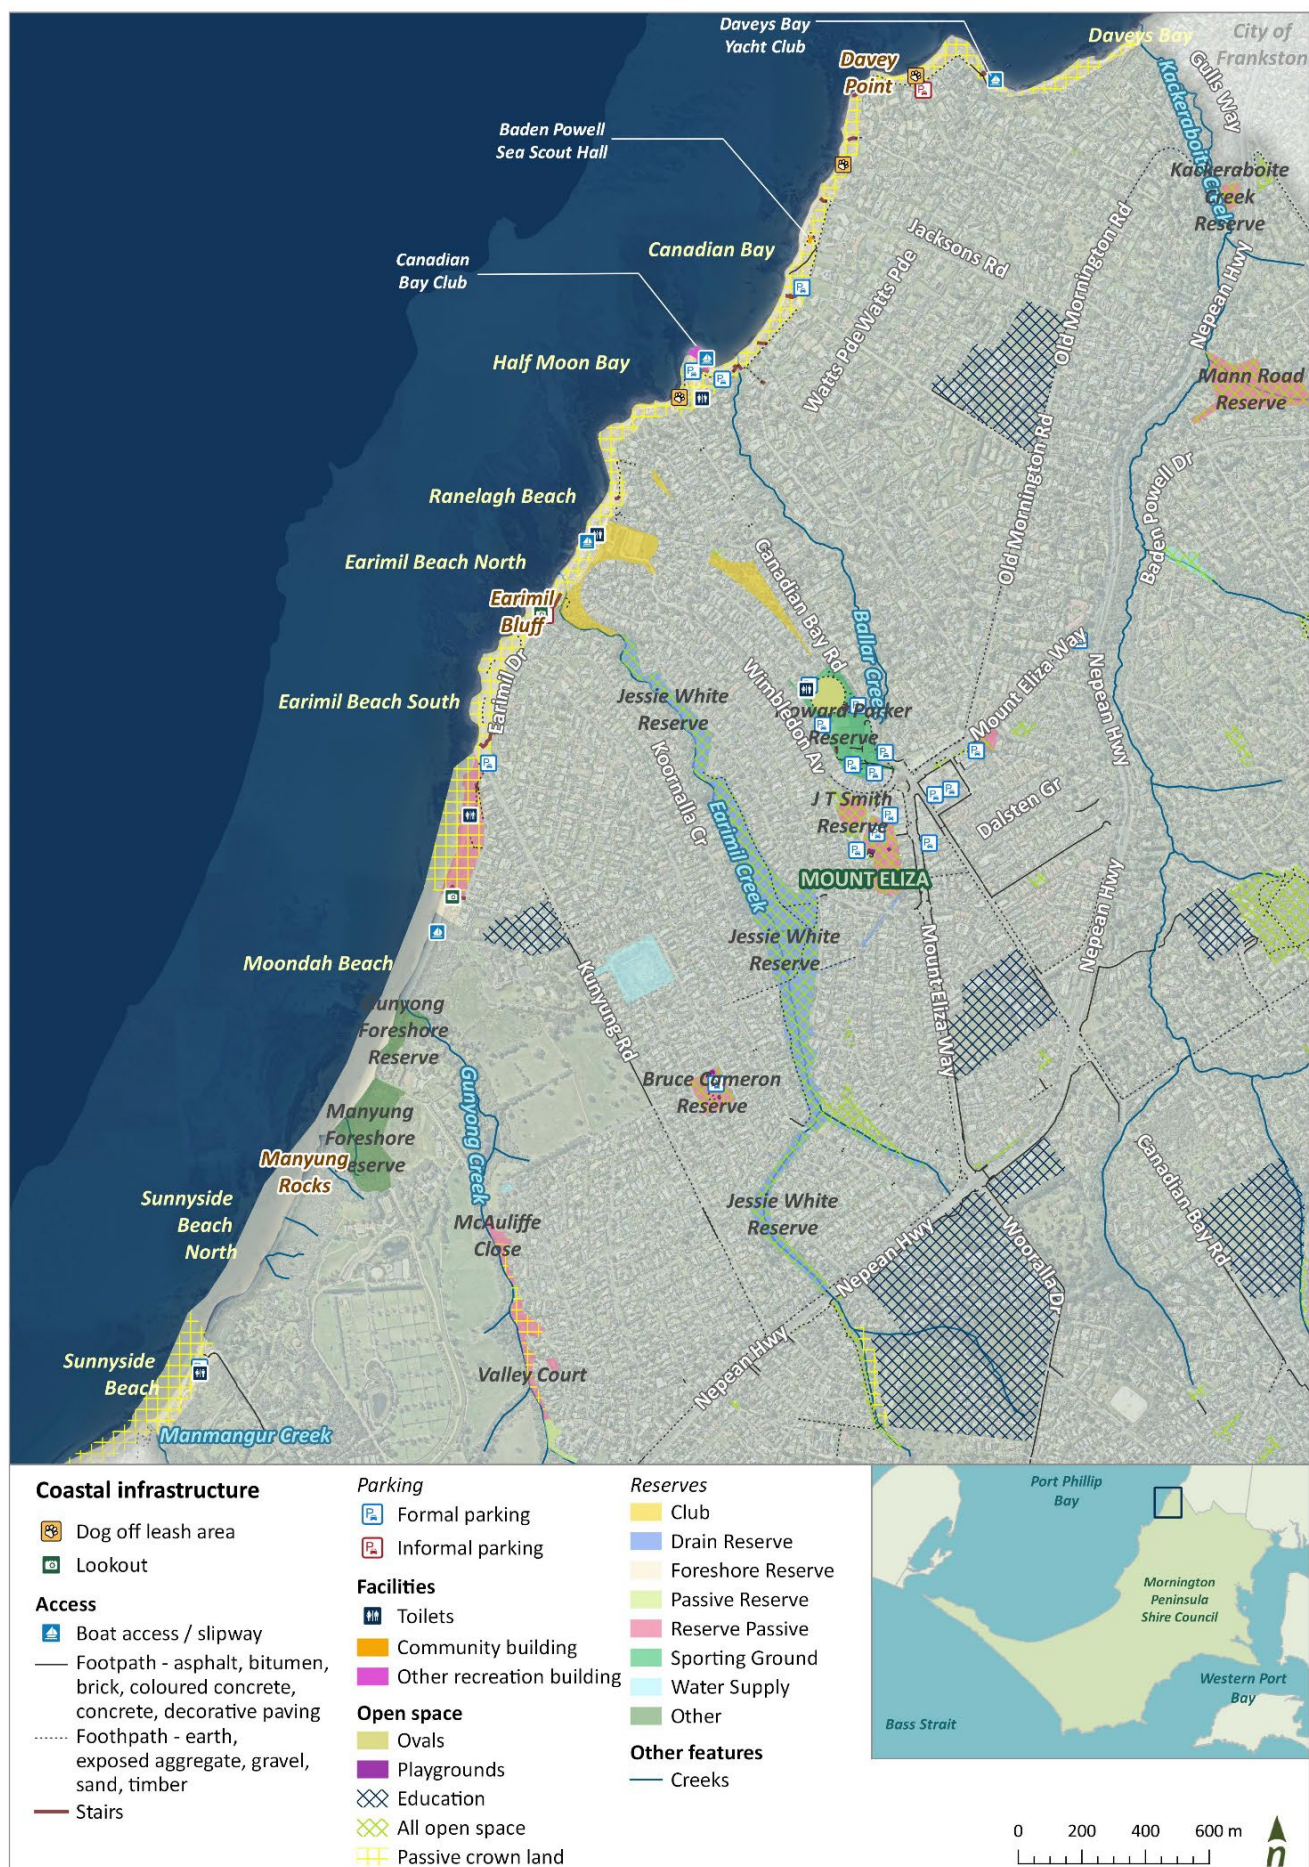 Daveys Bay
Yacht Club
Daveys Bay
City of
Frankston
Davey
Point
Gulls Way
Kackeraboite Creek
Baden Powell
Sea Scout Hall
Kackeraboite
Creek
Reserve
Canadian Bay
Jacksons Rd
Old Mornington Rd
Canadian
Bay Club
Watts Pde
Watts Pde
Nepean Hwy
Half Moon Bay
Mann Road
Reserve
Old Mornington Rd
Ranelagh Beach
Baden Powell Dr
Earimil Beach North
Canadian Bay Rd
Earimil
Bluff
Ballar Creek
Mount Eliza Way
Earimil Dr
Earimil Beach South
Jessie White
Reserve
Wimbledon Av
Howard Parker
Reserve
Nepean Hwy
Koornalla Cr
J T Smith
Reserve
Dalsten Gr
Earimil Creek
MOUNT ELIZA
Nepean Hwy
Jessie White
Reserve
Moondah Beach
Kunyung Rd
Mount Eliza Way
Gunyong
Foreshore
Reserve
Gunyong Creek
Bruce Cameron
Reserve
Manyung
Foreshore
Reserve
Manyung
Rocks
Canadian Bay Rd
Sunnyside
Beach
North
McAuliffe
Close
Jessie White
Reserve
Nepean Hwy
Wooralla Dr
Sunnyside
Beach
Valley Court
Nepean Hwy
Manmangur Creek
Coastal infrastructure
Dog off leash area
Lookout
Access
Boat access / slipway
Footpath - asphalt, bitumen,
brick, coloured concrete,
concrete, decorative paving
Foothpath - earth,
exposed aggregate, gravel,
sand, timber
Stairs
Parking
Formal parking
Informal parking
Facilities
Toilets
Community building
Other recreation building
Open space
Ovals
Playgrounds
Education
All open space
Passive crown land
Reserves
Club
Drain Reserve
Foreshore Reserve
Passive Reserve
Reserve Passive
Sporting Ground
Water Supply
Other
Other features
Creeks
Port Phillip
Bay
Mornington
Peninsula
Shire Council
Western Port
Bay
Bass Strait
0 200 400 600 m
n